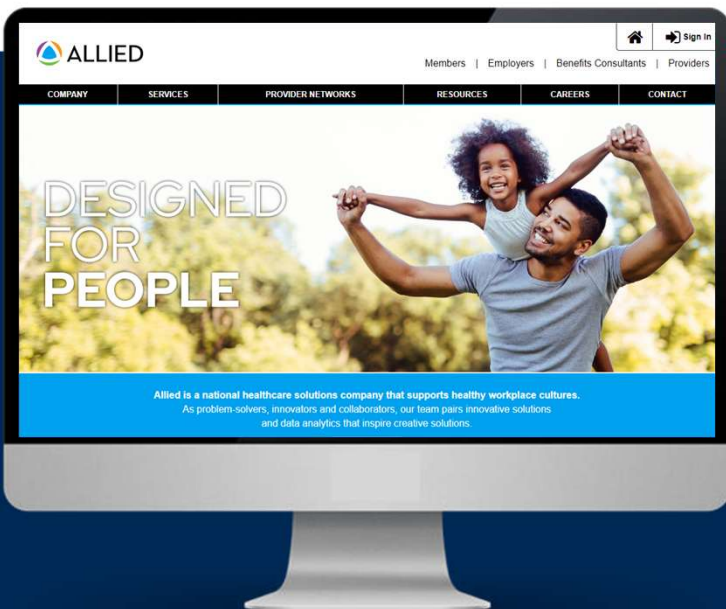 ALLIED
Sign In
Members | Employers | Benefits Consultants | Providers
COMPANY SERVICES PROVIDER NETWORKS RESOURCES CAREERS CONTACT
DESIGNED
FOR
PEOPLE
Allied is a national healthcare solutions company that supports healthy workplace cultures.
As problem-solvers, innovators and collaborators, our team pairs innovative solutions
and data analytics that inspire creative solutions.